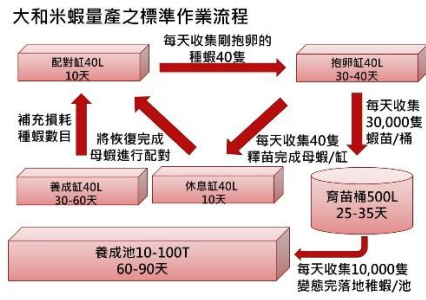 大和米蝦量產之標準作業流程
配對缸40L
10天
每天收集剛抱卵的
種蝦40隻
抱卵缸40L
30-40天
補充損耗
種蝦數目
將恢復完成
母蝦進行配對
每天收集40隻
釋苗完成母蝦/缸
每天收集
30,000隻
蝦苗/桶
養成缸40L
30-60天
休息缸40L
10天
育苗桶500L
25-35天
養成池10-100T
60-90天
每天收集10,000隻
變態完落地稚蝦/池